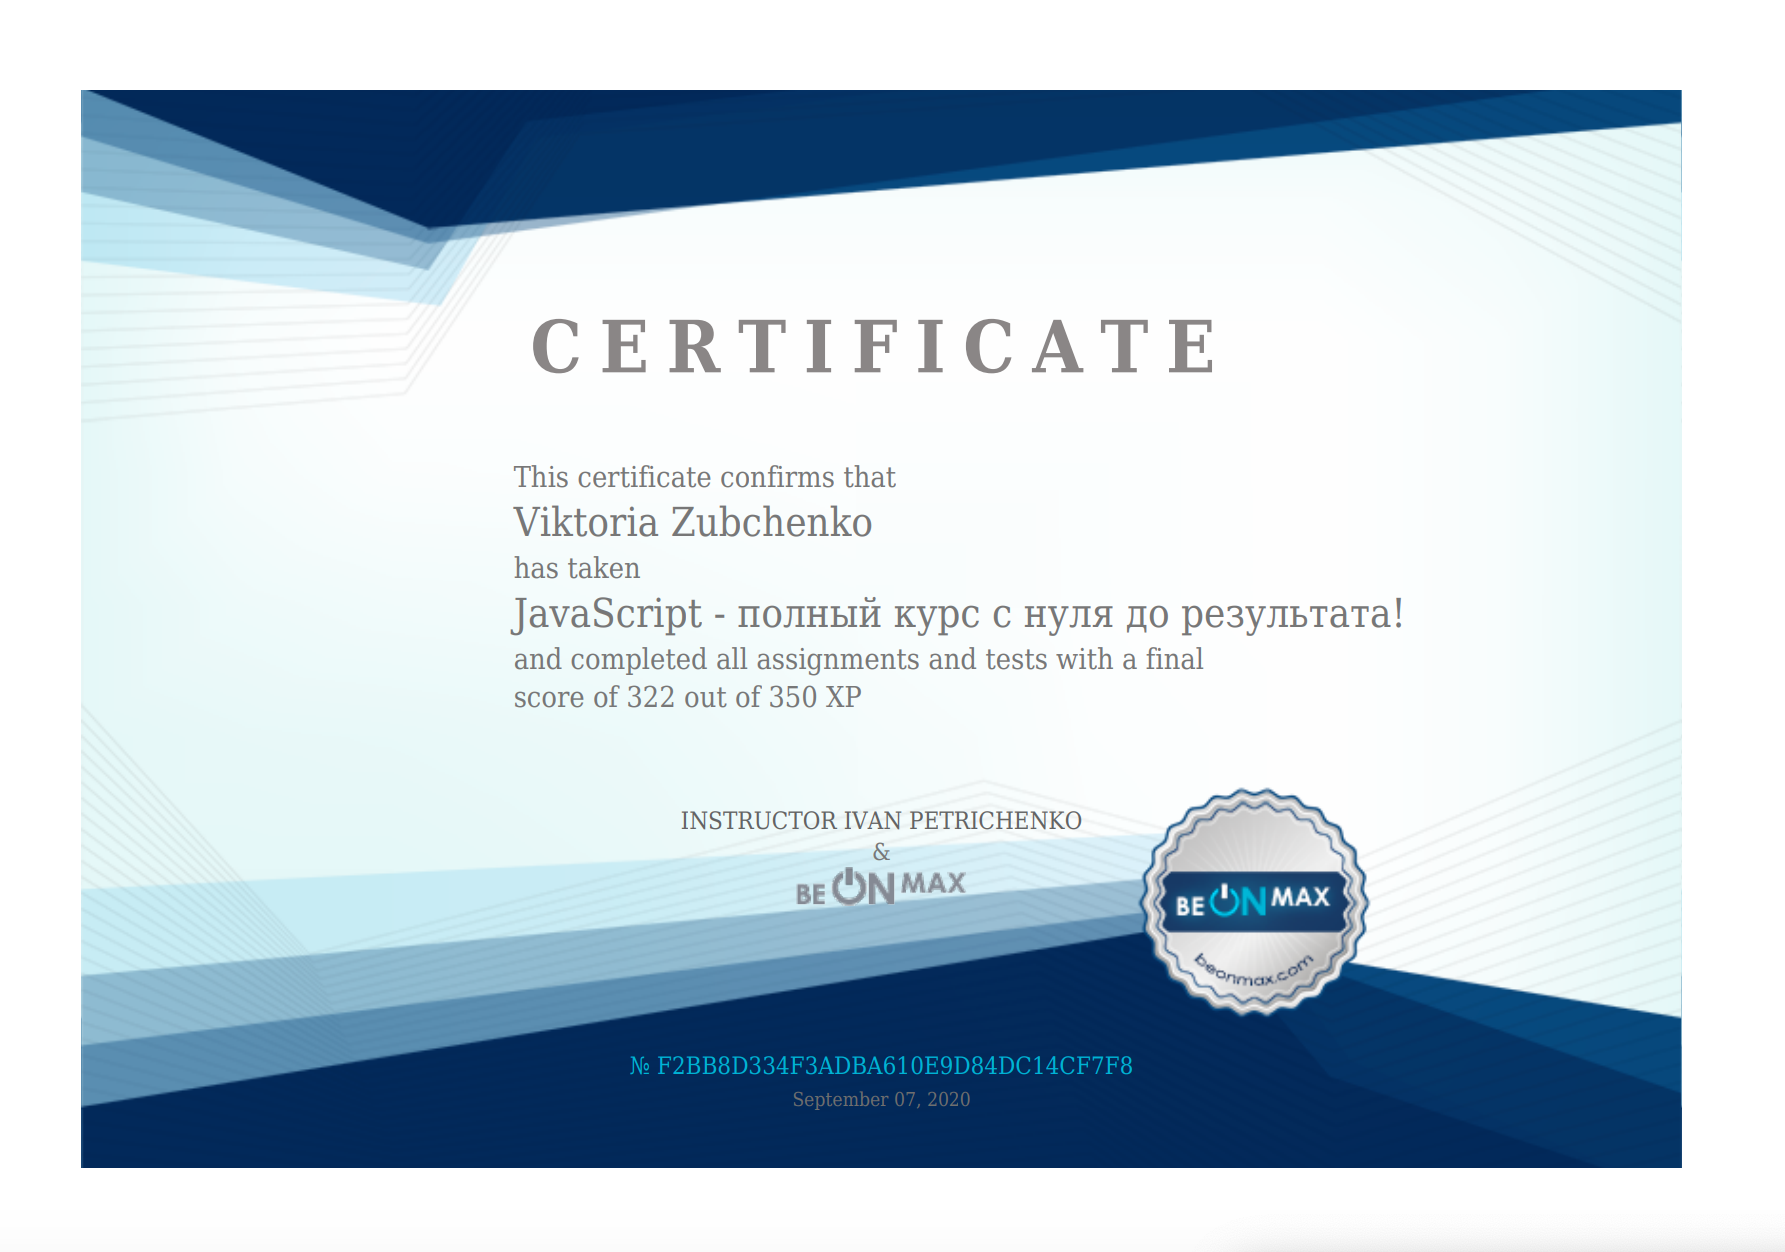 CERTIFICATE
This certificate confirms that
Viktoria Zubchenko
has taken
JavaScript - полный курс с нуля до результата!
and completed all assignments and tests with a final
score of 322 out of 350 XP
INSTRUCTOR IVAN PETRICHENKO
&
BE ON MAX
BE ON MAX
beonmax.com
№ F2BB8D334F3ADBA610E9D84DC14CF7F8
September 07, 2020